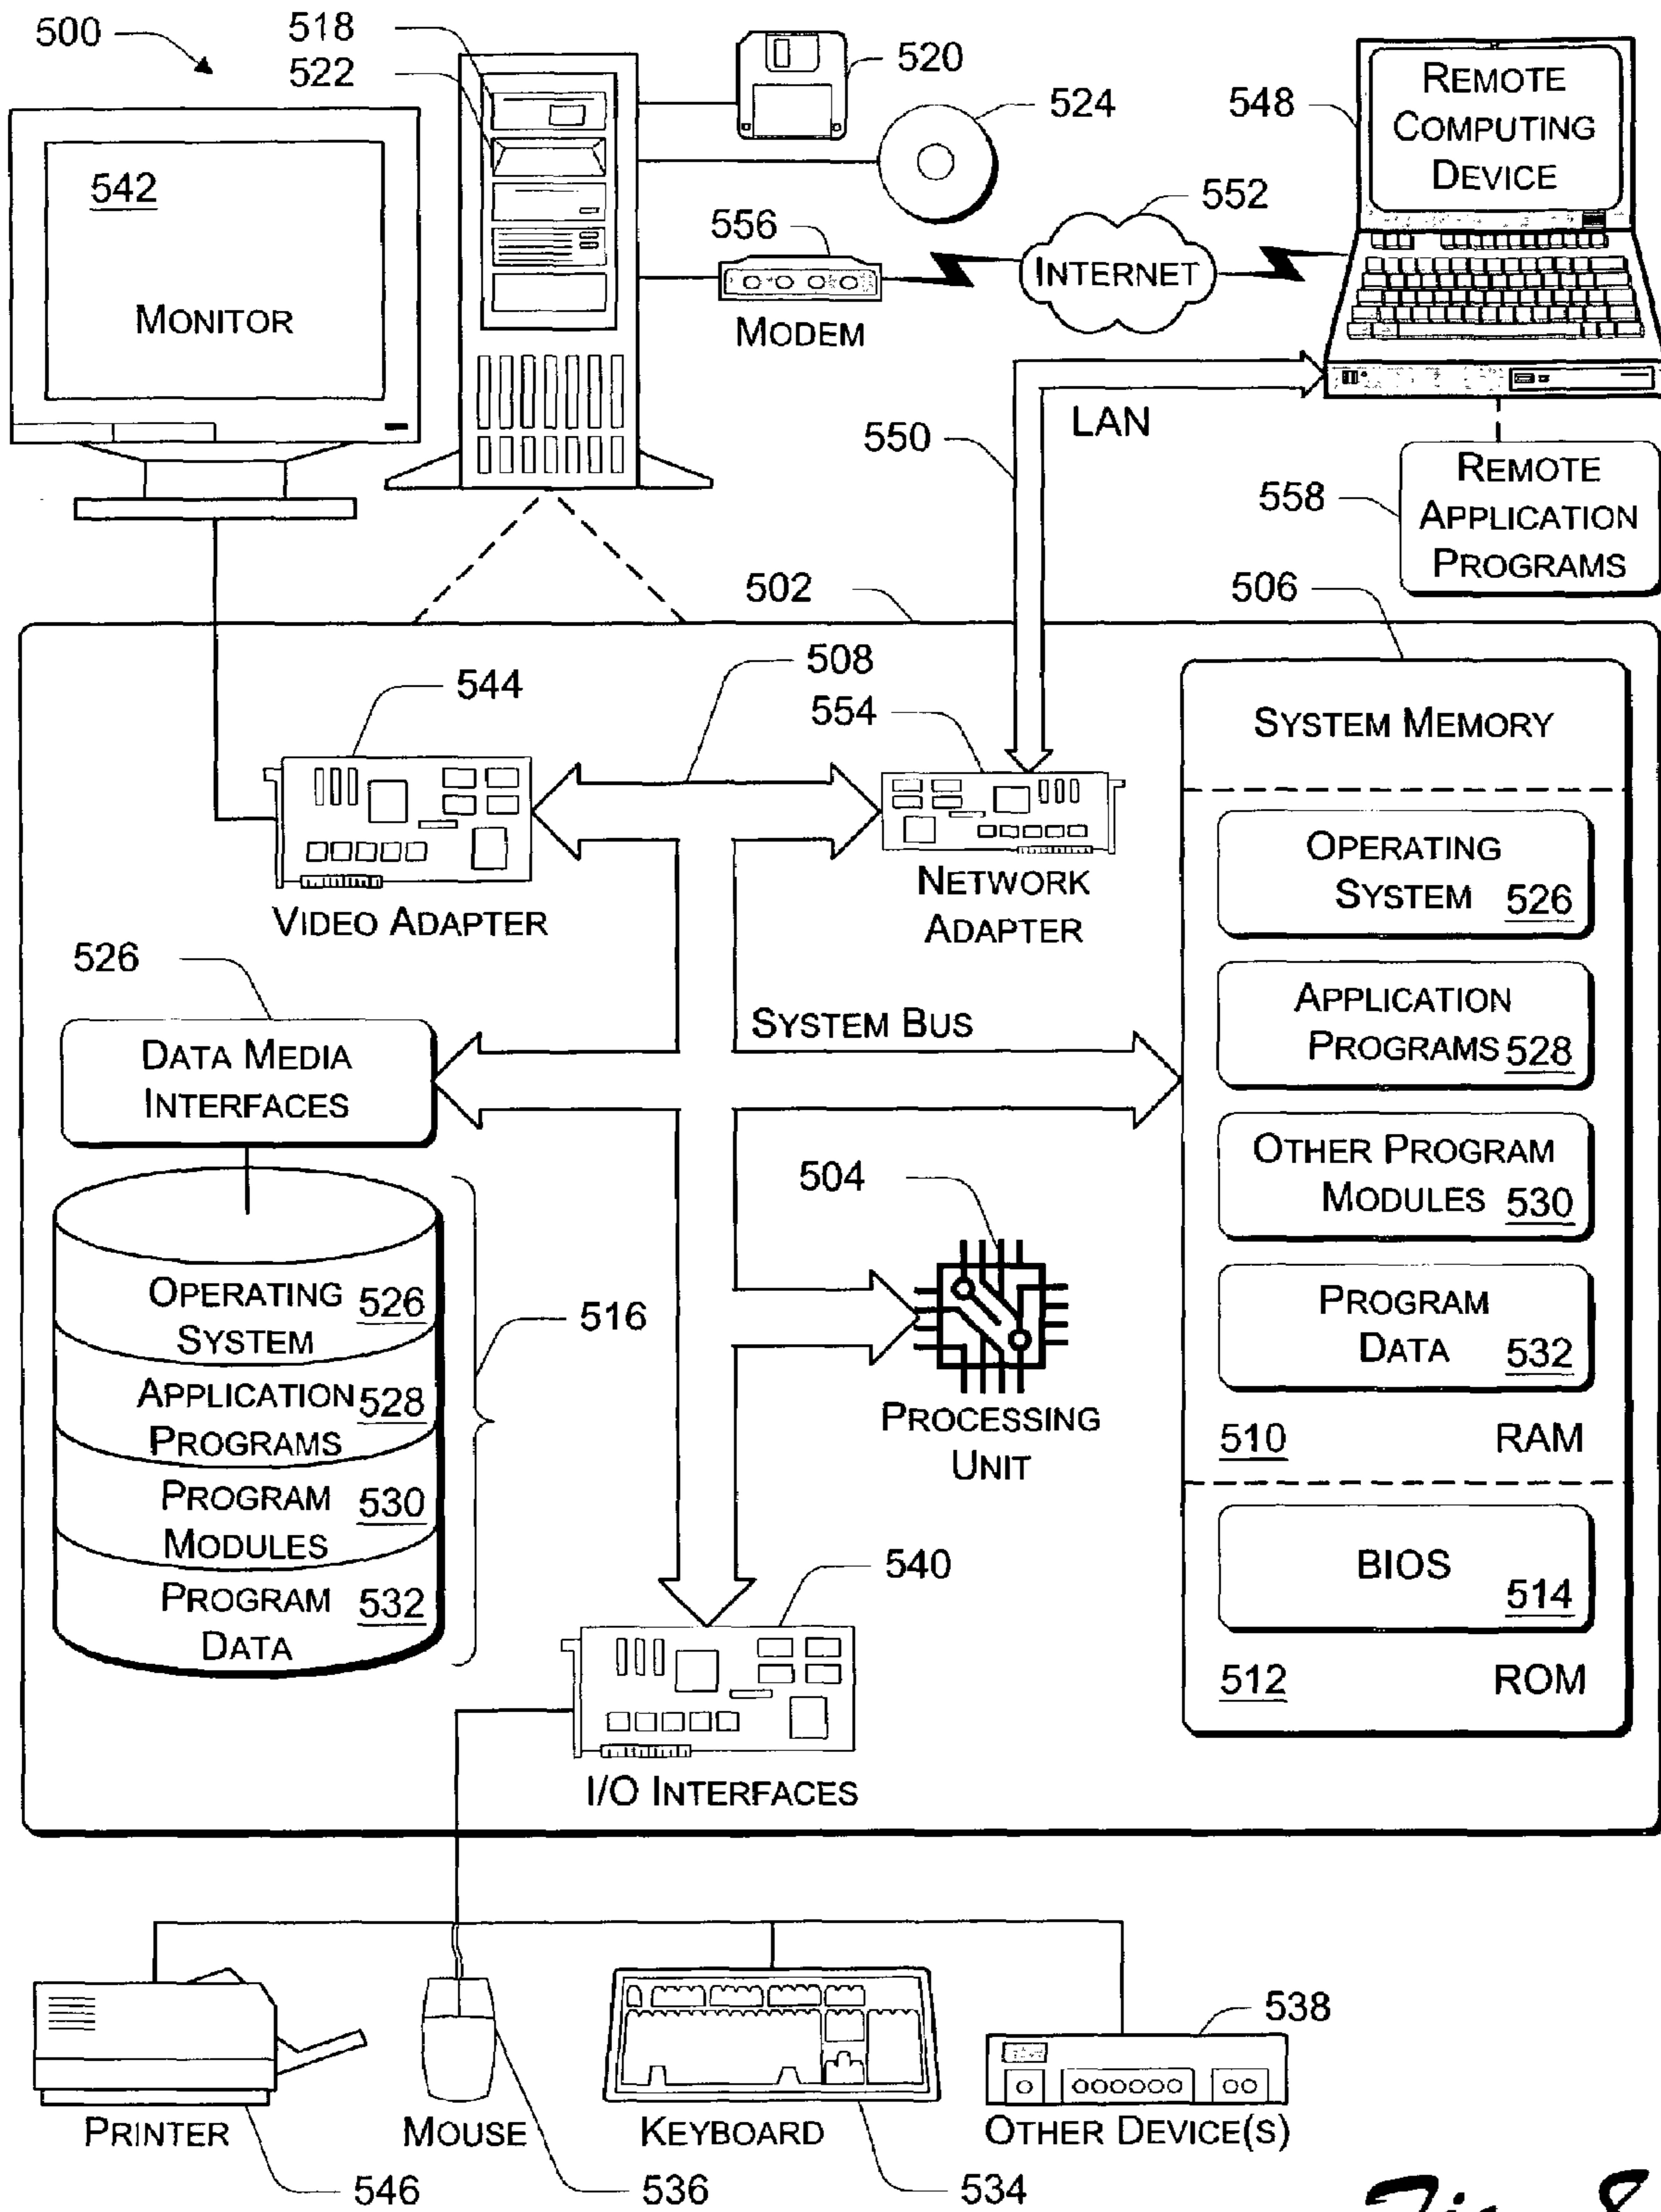 500
518
522
520
524
548
REMOTE
COMPUTING
DEVICE
542
MONITOR
556
MODEM
552
INTERNET
LAN
550
558
REMOTE
APPLICATION
PROGRAMS
502
506
508
544
554
VIDEO ADAPTER
NETWORK
ADAPTER
SYSTEM MEMORY
OPERATING
SYSTEM 526
APPLICATION
PROGRAMS 528
OTHER PROGRAM
MODULES 530
PROGRAM
DATA 532
510 RAM
BIOS
514
512 ROM
526
DATA MEDIA
INTERFACES
SYSTEM BUS
504
PROCESSING
UNIT
OPERATING 526
SYSTEM
APPLICATION 528
PROGRAMS
PROGRAM 530
MODULES
PROGRAM 532
DATA
516
540
I/O INTERFACES
PRINTER
546
MOUSE
536
KEYBOARD
534
538
OTHER DEVICE(S)
Fig. 8